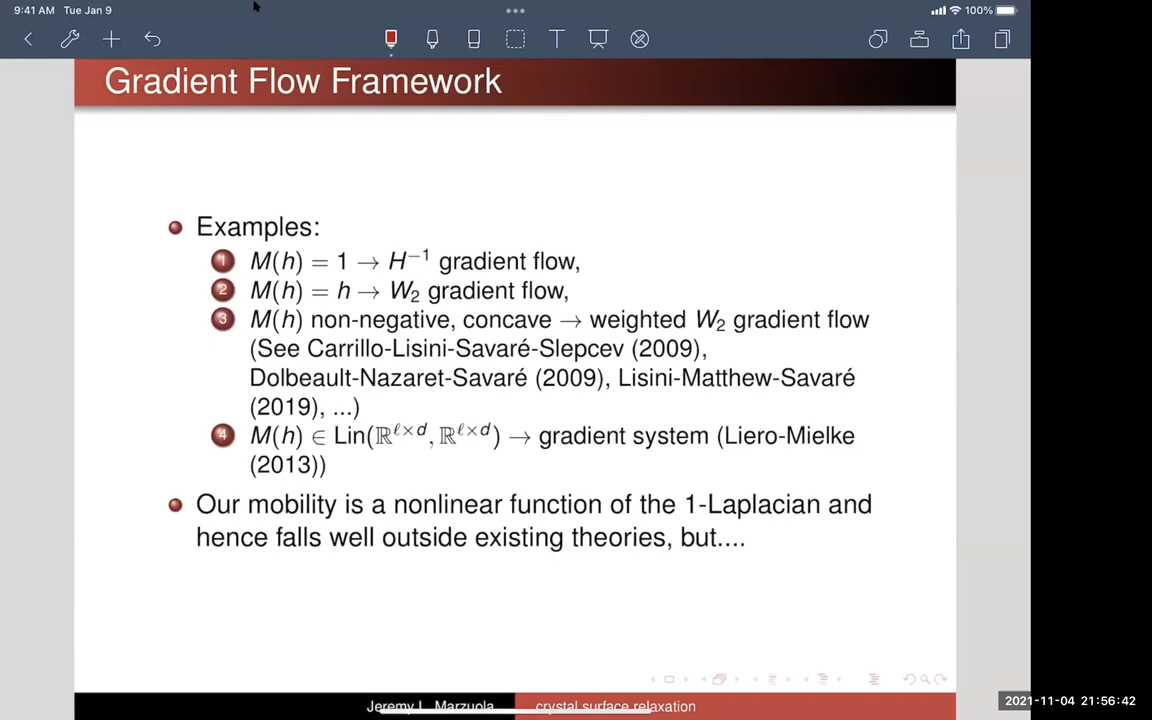 9:41 AM Tue Jan 9
100%
Gradient Flow Framework
Examples:
1 M(h) = 1 → H⁻¹ gradient flow,
2 M(h) = h → W₂ gradient flow,
3 M(h) non-negative, concave → weighted W₂ gradient flow
(See Carrillo-Lisini-Savaré-Slepcev (2009),
Dolbeault-Nazaret-Savaré (2009), Lisini-Matthew-Savaré
(2019), ...)
4 M(h) ∈ Lin(ℝ^{ℓ×d}, ℝ^{ℓ×d}) → gradient system (Liero-Mielke
(2013))
Our mobility is a nonlinear function of the 1-Laplacian and
hence falls well outside existing theories, but....
Jeremy L. Marzuola crystal surface relaxation
2021-11-04 21:56:42